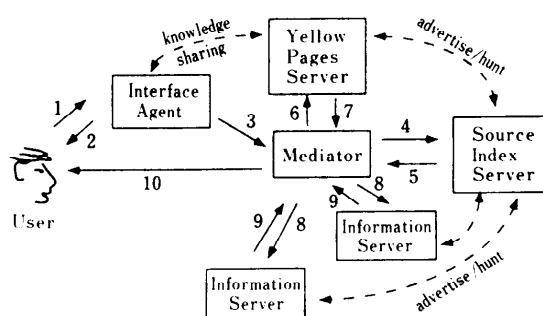 knowledge
sharing
Yellow
Pages
Server
advertise/hunt
Interface
Agent
1
2
3
6
7
4
5
Mediator
Source
Index
Server
10
User
8
9
Information
Server
9
8
Information
Server
advertise/hunt